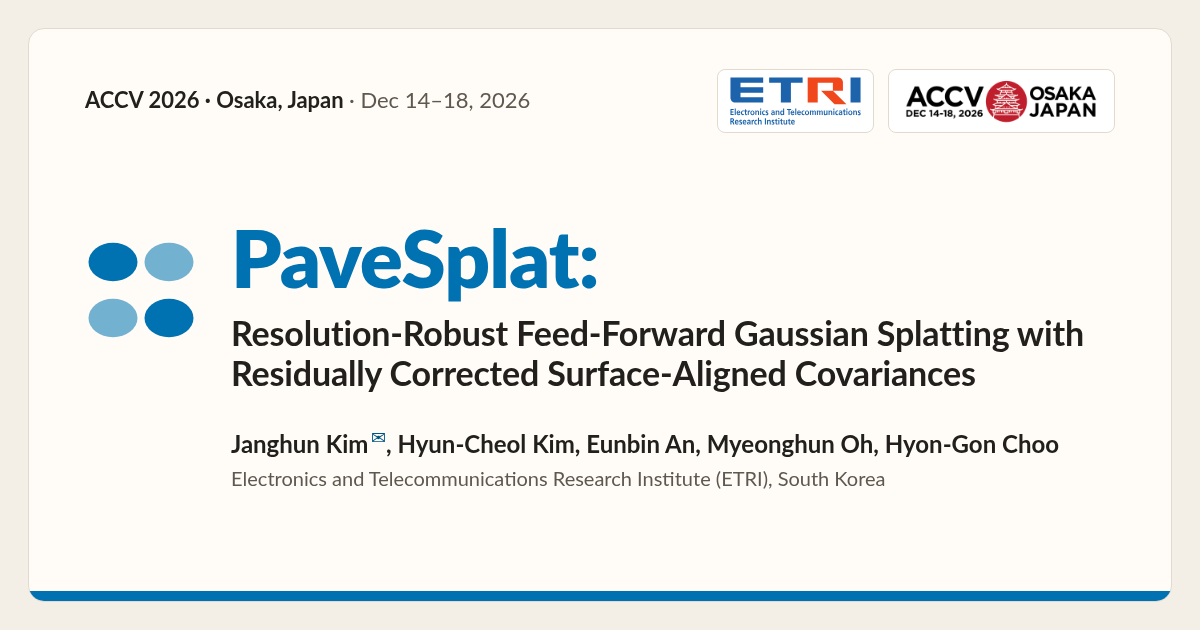 ACCV 2026 · Osaka, Japan · Dec 14–18, 2026
ETRI
Electronics and Telecommunications
Research Institute
ACCV
DEC 14-18, 2026
OSAKA
JAPAN
PaveSplat:
Resolution-Robust Feed-Forward Gaussian Splatting with
Residually Corrected Surface-Aligned Covariances
Janghun Kim✉, Hyun-Cheol Kim, Eunbin An, Myeonghun Oh, Hyon-Gon Choo
Electronics and Telecommunications Research Institute (ETRI), South Korea